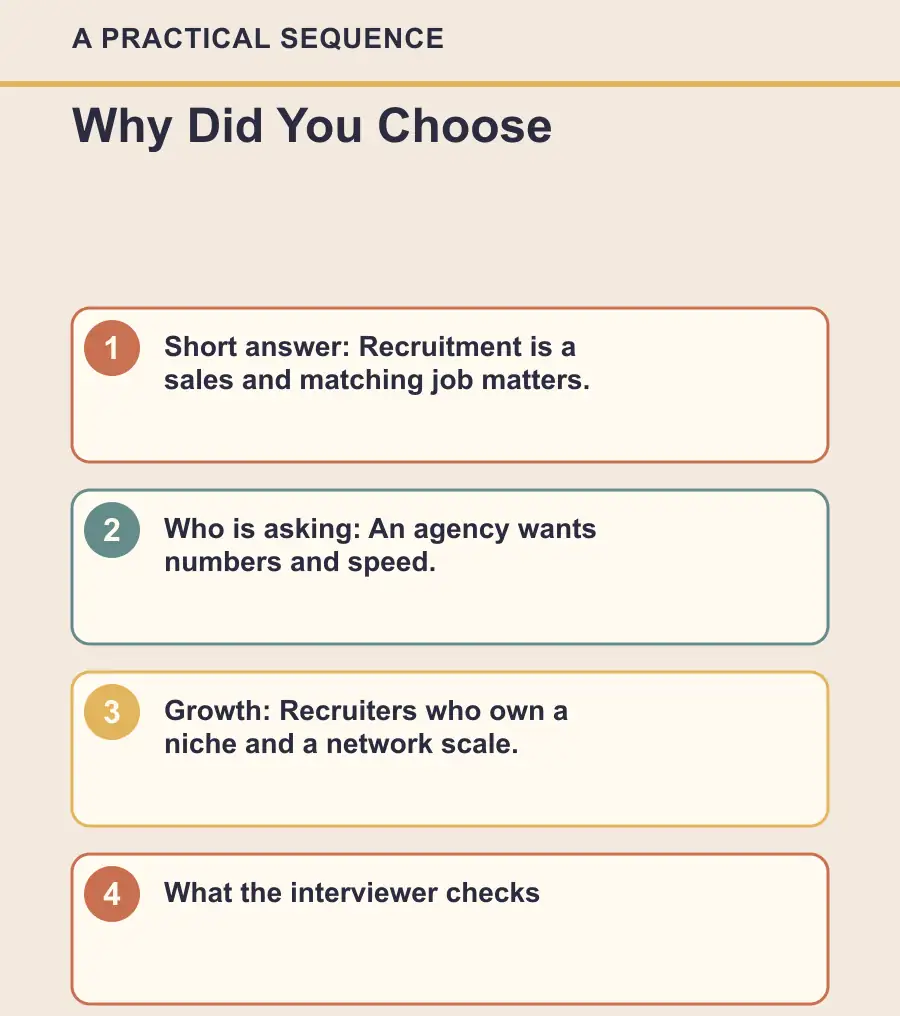 A PRACTICAL SEQUENCE
Why Did You Choose
1
Short answer: Recruitment is a
sales and matching job matters.
2
Who is asking: An agency wants
numbers and speed.
3
Growth: Recruiters who own a
niche and a network scale.
4
What the interviewer checks